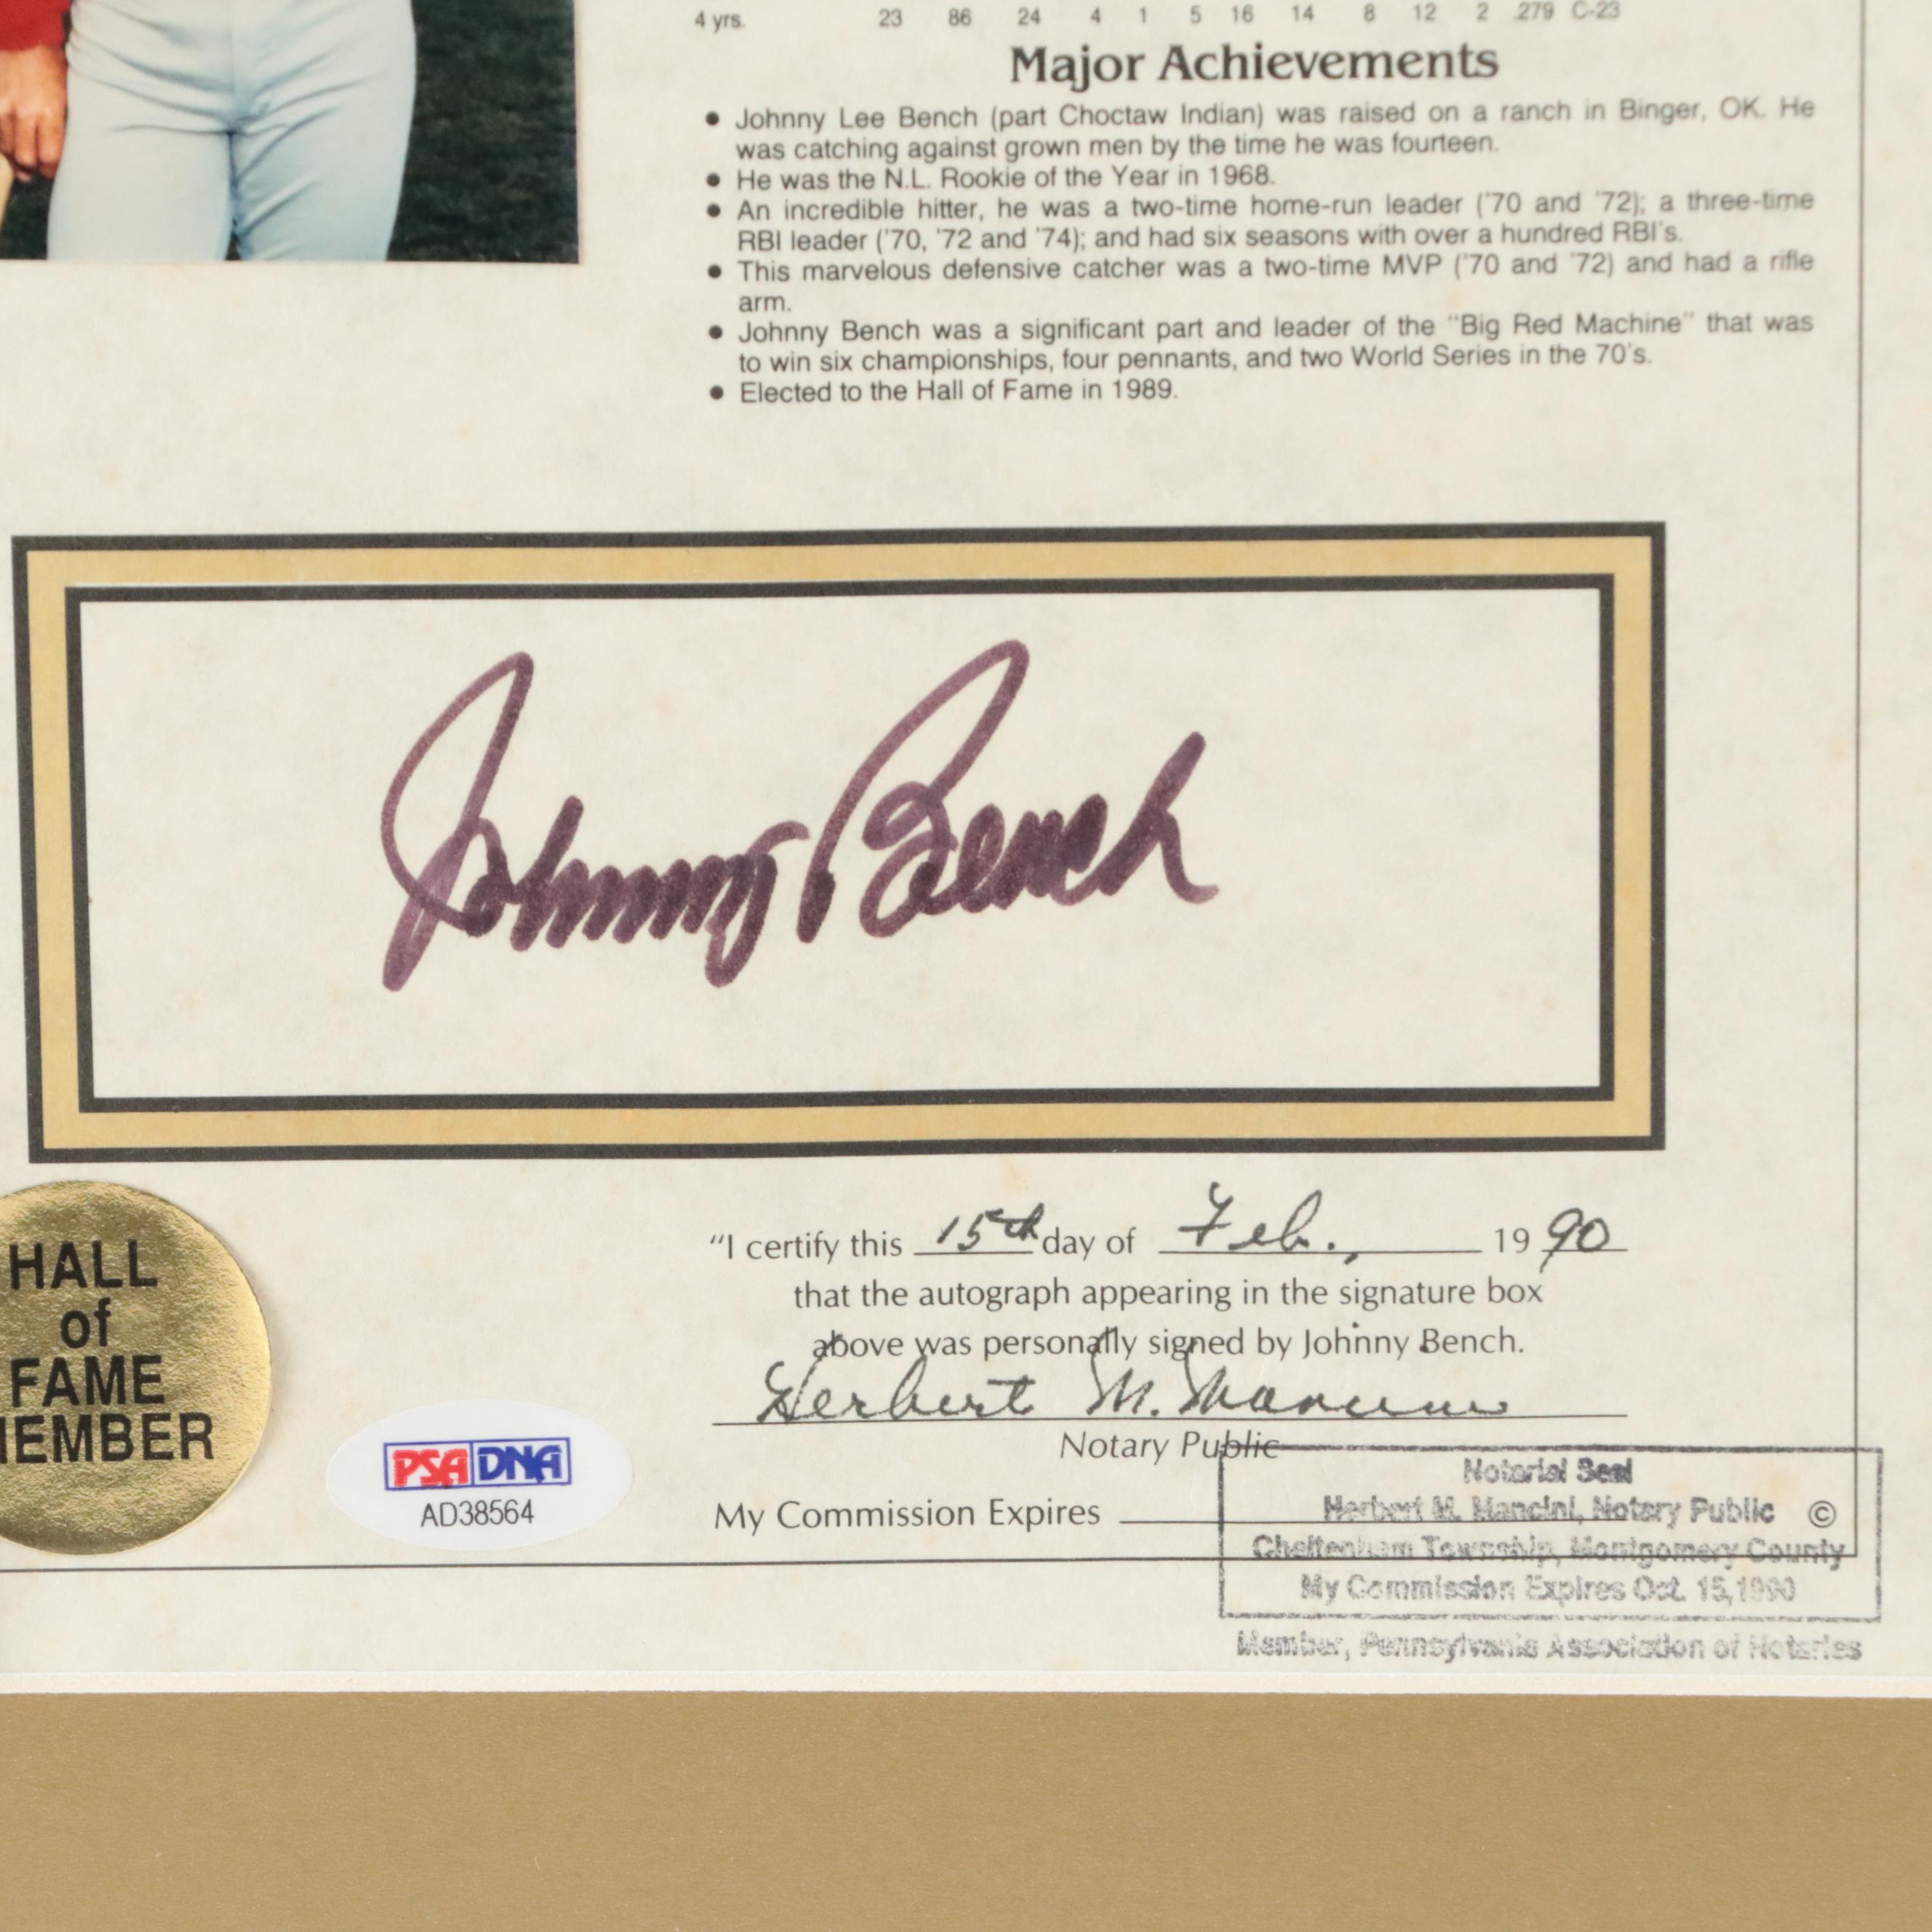 4 yrs. 23 86 24 4 1 5 16 14 8 12 2 .279 C-23
Major Achievements
● Johnny Lee Bench (part Choctaw Indian) was raised on a ranch in Binger, OK. He
was catching against grown men by the time he was fourteen.
● He was the N.L. Rookie of the Year in 1968.
● An incredible hitter, he was a two-time home-run leader ('70 and '72); a three-time
RBI leader ('70, '72 and '74); and had six seasons with over a hundred RBI's.
● This marvelous defensive catcher was a two-time MVP ('70 and '72) and had a rifle
arm.
● Johnny Bench was a significant part and leader of the "Big Red Machine" that was
to win six championships, four pennants, and two World Series in the 70's.
● Elected to the Hall of Fame in 1989.
Johnny Bench
"I certify this 15th day of Feb., 1990
that the autograph appearing in the signature box
above was personally signed by Johnny Bench.
Herbert M. Mancini
Notary Public
My Commission Expires
Notarial Seal
Herbert M. Mancini, Notary Public ©
Cheltenham Township, Montgomery County
My Commission Expires Oct. 15, 1990
Member, Pennsylvania Association of Notaries
HALL
of
FAME
MEMBER
PSA DNA
AD38564